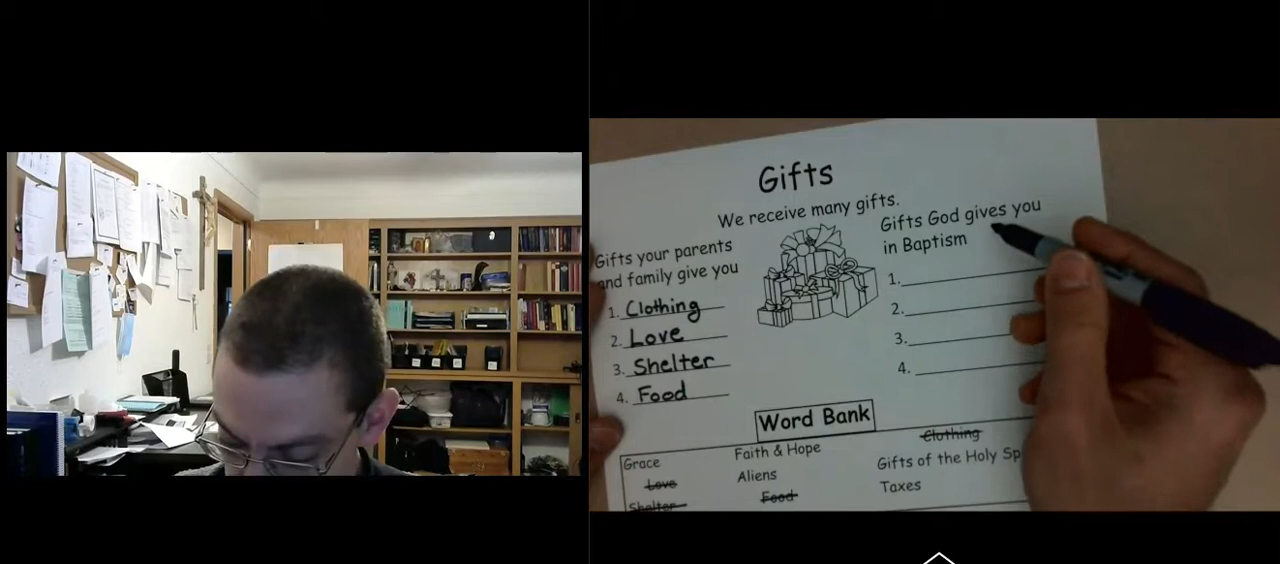 Gifts
We receive many gifts.
Gifts your parents
and family give you
1. Clothing
2. Love
3. Shelter
4. Food
Gifts God gives you
in Baptism
1.
2.
3.
4.
Word Bank
Grace
Love
Shelter
Faith & Hope
Aliens
Food
Clothing
Gifts of the Holy Sp
Taxes